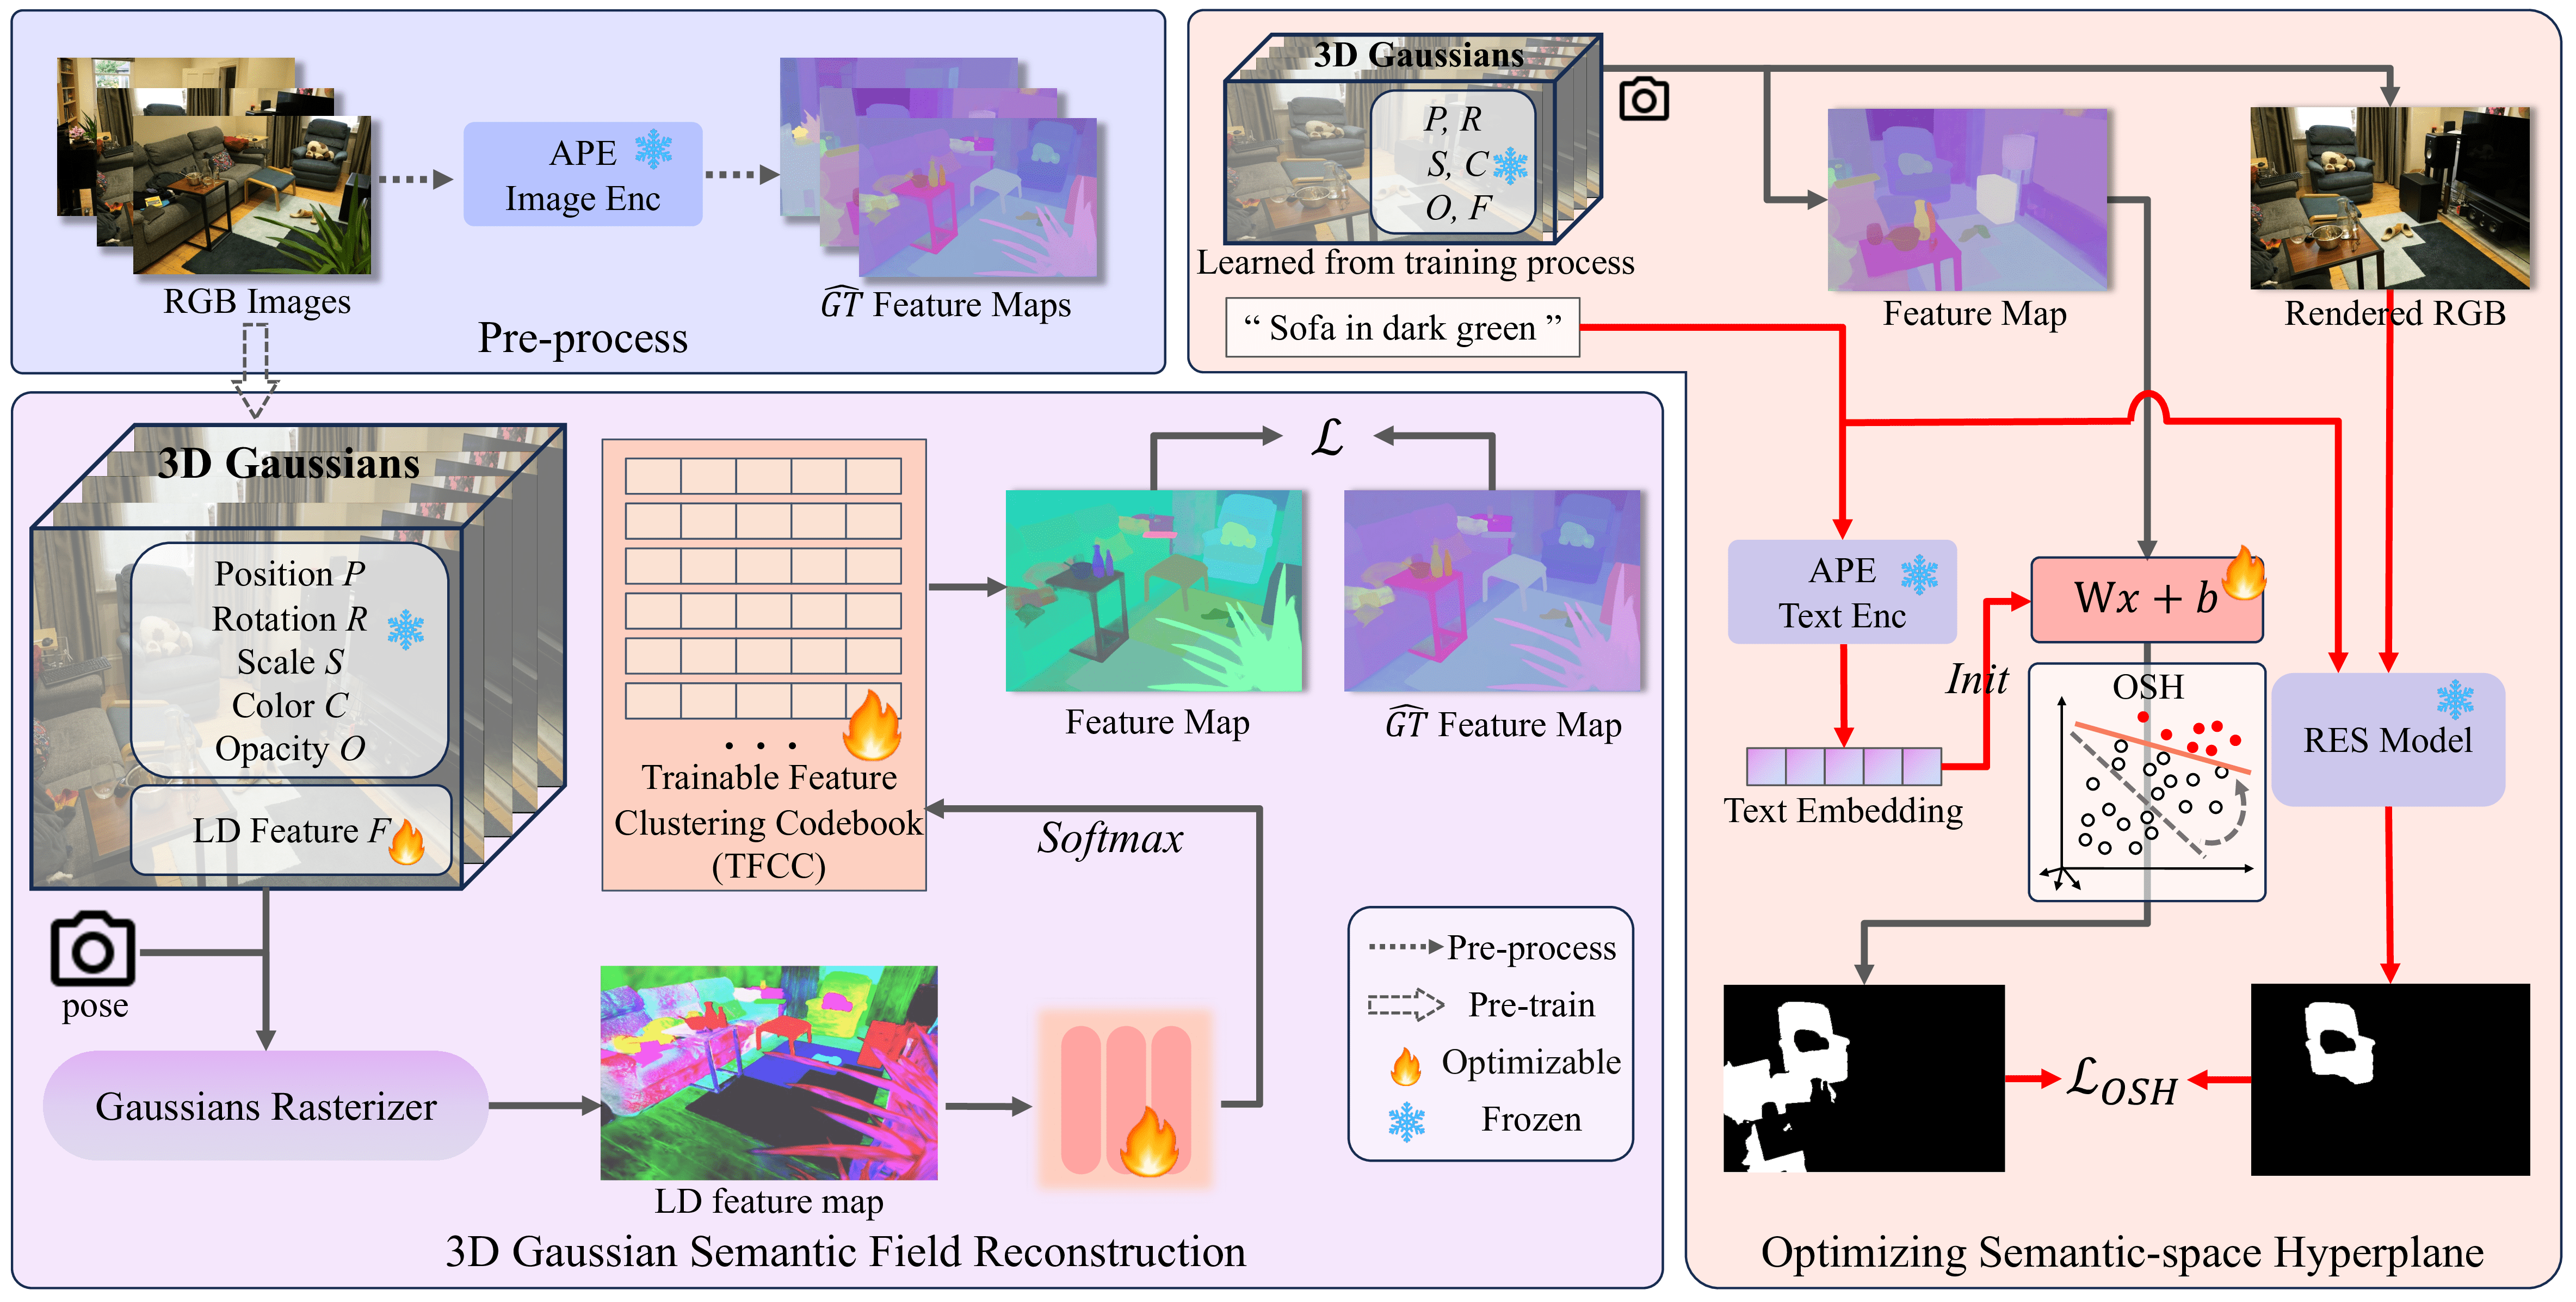 APE
Image Enc
RGB Images
$\widehat{GT}$ Feature Maps
Pre-process
3D Gaussians
Position P
Rotation R
Scale S
Color C
Opacity O
LD Feature F
pose
Gaussians Rasterizer
LD feature map
. . .
Trainable Feature
Clustering Codebook
(TFCC)
Softmax
Feature Map
$\widehat{GT}$ Feature Map
ℒ
Pre-process
Pre-train
Optimizable
Frozen
3D Gaussian Semantic Field Reconstruction
3D Gaussians
P, R
S, C
O, F
Learned from training process
“ Sofa in dark green ”
Feature Map
Rendered RGB
APE
Text Enc
Init
Text Embedding
Wx + b
OSH
RES Model
ℒ_OSH
Optimizing Semantic-space Hyperplane